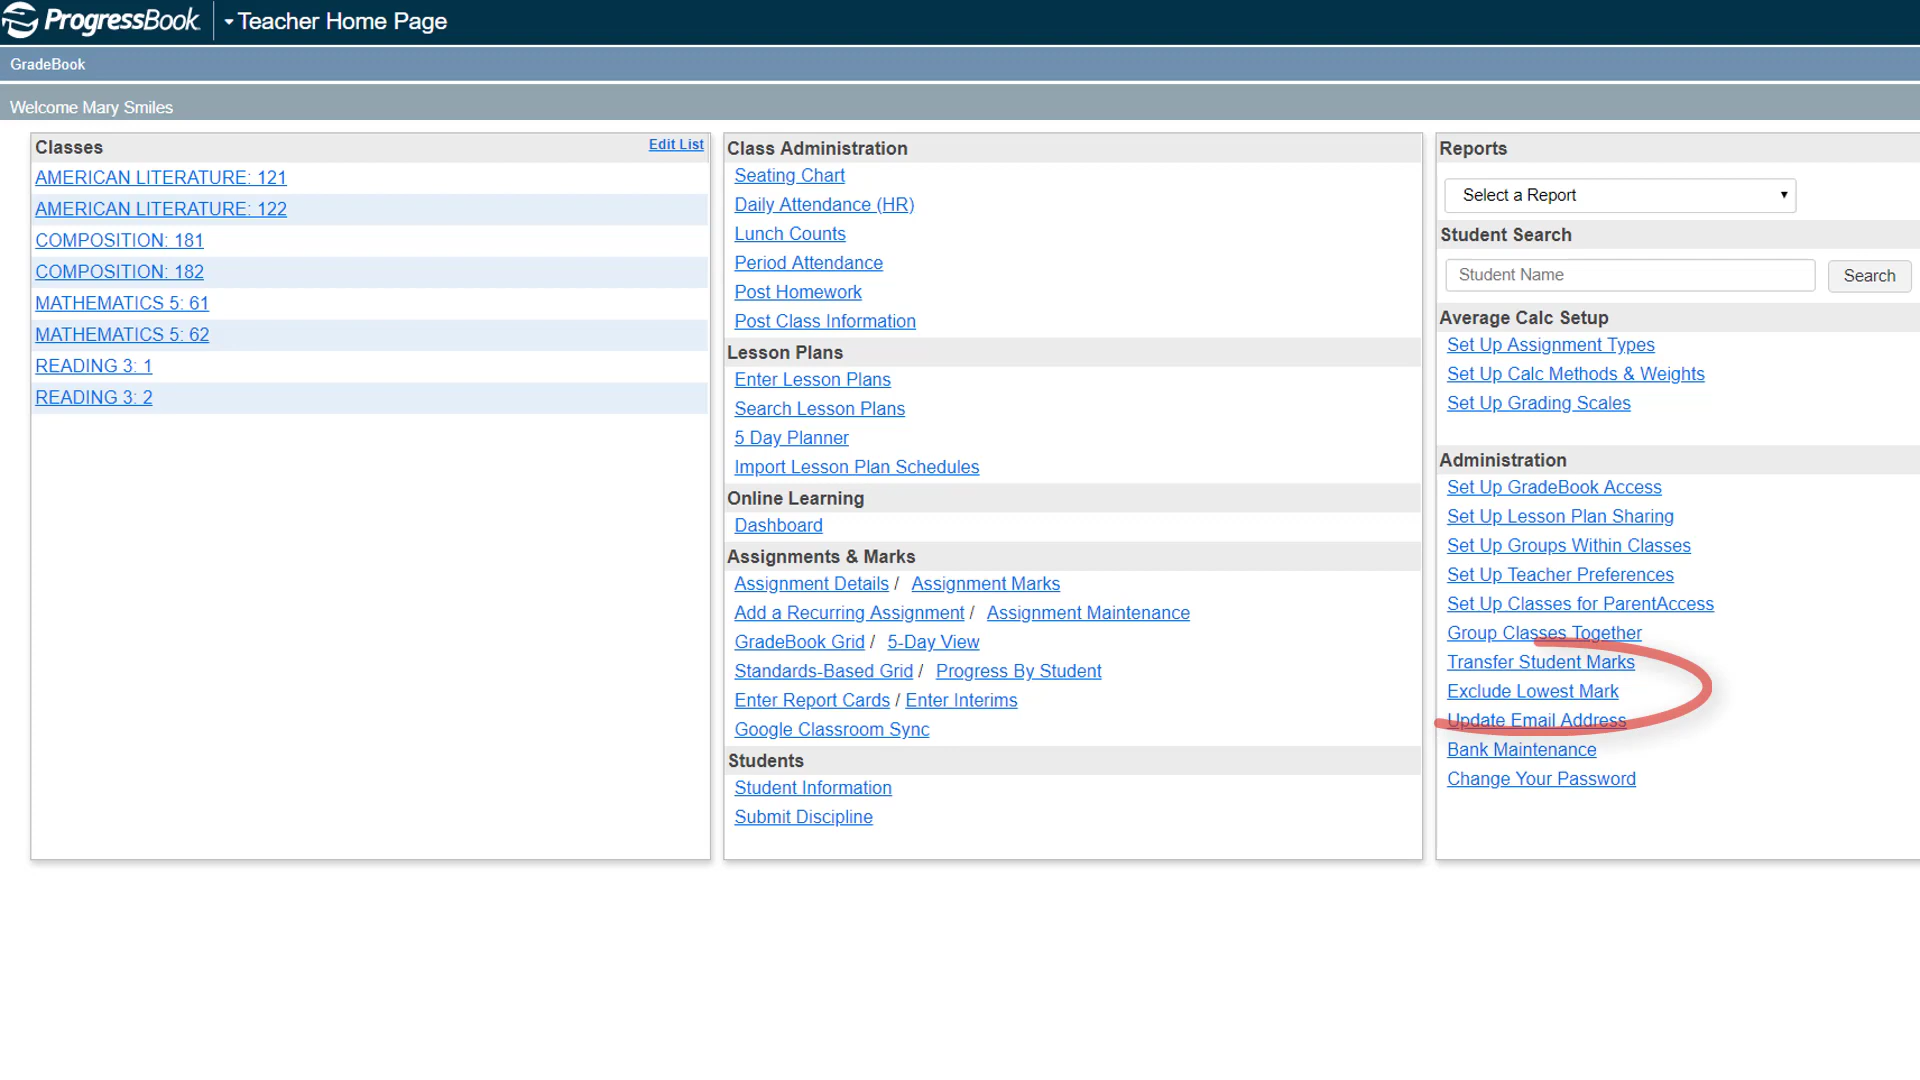 ProgressBook
Teacher Home Page
GradeBook
Welcome Mary Smiles
Classes
Edit List
AMERICAN LITERATURE: 121
AMERICAN LITERATURE: 122
COMPOSITION: 181
COMPOSITION: 182
MATHEMATICS 5: 61
MATHEMATICS 5: 62
READING 3: 1
READING 3: 2
Class Administration
Seating Chart
Daily Attendance (HR)
Lunch Counts
Period Attendance
Post Homework
Post Class Information
Lesson Plans
Enter Lesson Plans
Search Lesson Plans
5 Day Planner
Import Lesson Plan Schedules
Online Learning
Dashboard
Assignments & Marks
Assignment Details / Assignment Marks
Add a Recurring Assignment / Assignment Maintenance
GradeBook Grid / 5-Day View
Standards-Based Grid / Progress By Student
Enter Report Cards / Enter Interims
Google Classroom Sync
Students
Student Information
Submit Discipline
Reports
Select a Report
Student Search
Student Name
Search
Average Calc Setup
Set Up Assignment Types
Set Up Calc Methods & Weights
Set Up Grading Scales
Administration
Set Up GradeBook Access
Set Up Lesson Plan Sharing
Set Up Groups Within Classes
Set Up Teacher Preferences
Set Up Classes for ParentAccess
Group Classes Together
Transfer Student Marks
Exclude Lowest Mark
Update Email Address
Bank Maintenance
Change Your Password